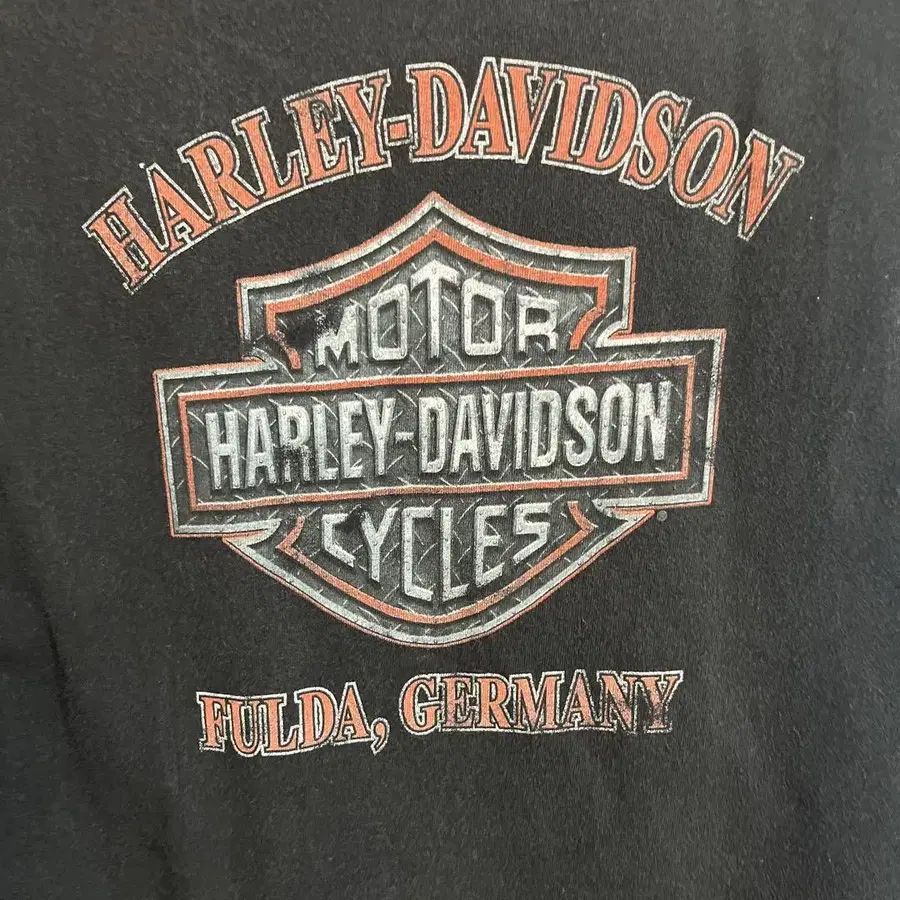 HARLEY-DAVIDSON
MOTOR
HARLEY-DAVIDSON
CYCLES
®
FULDA, GERMANY